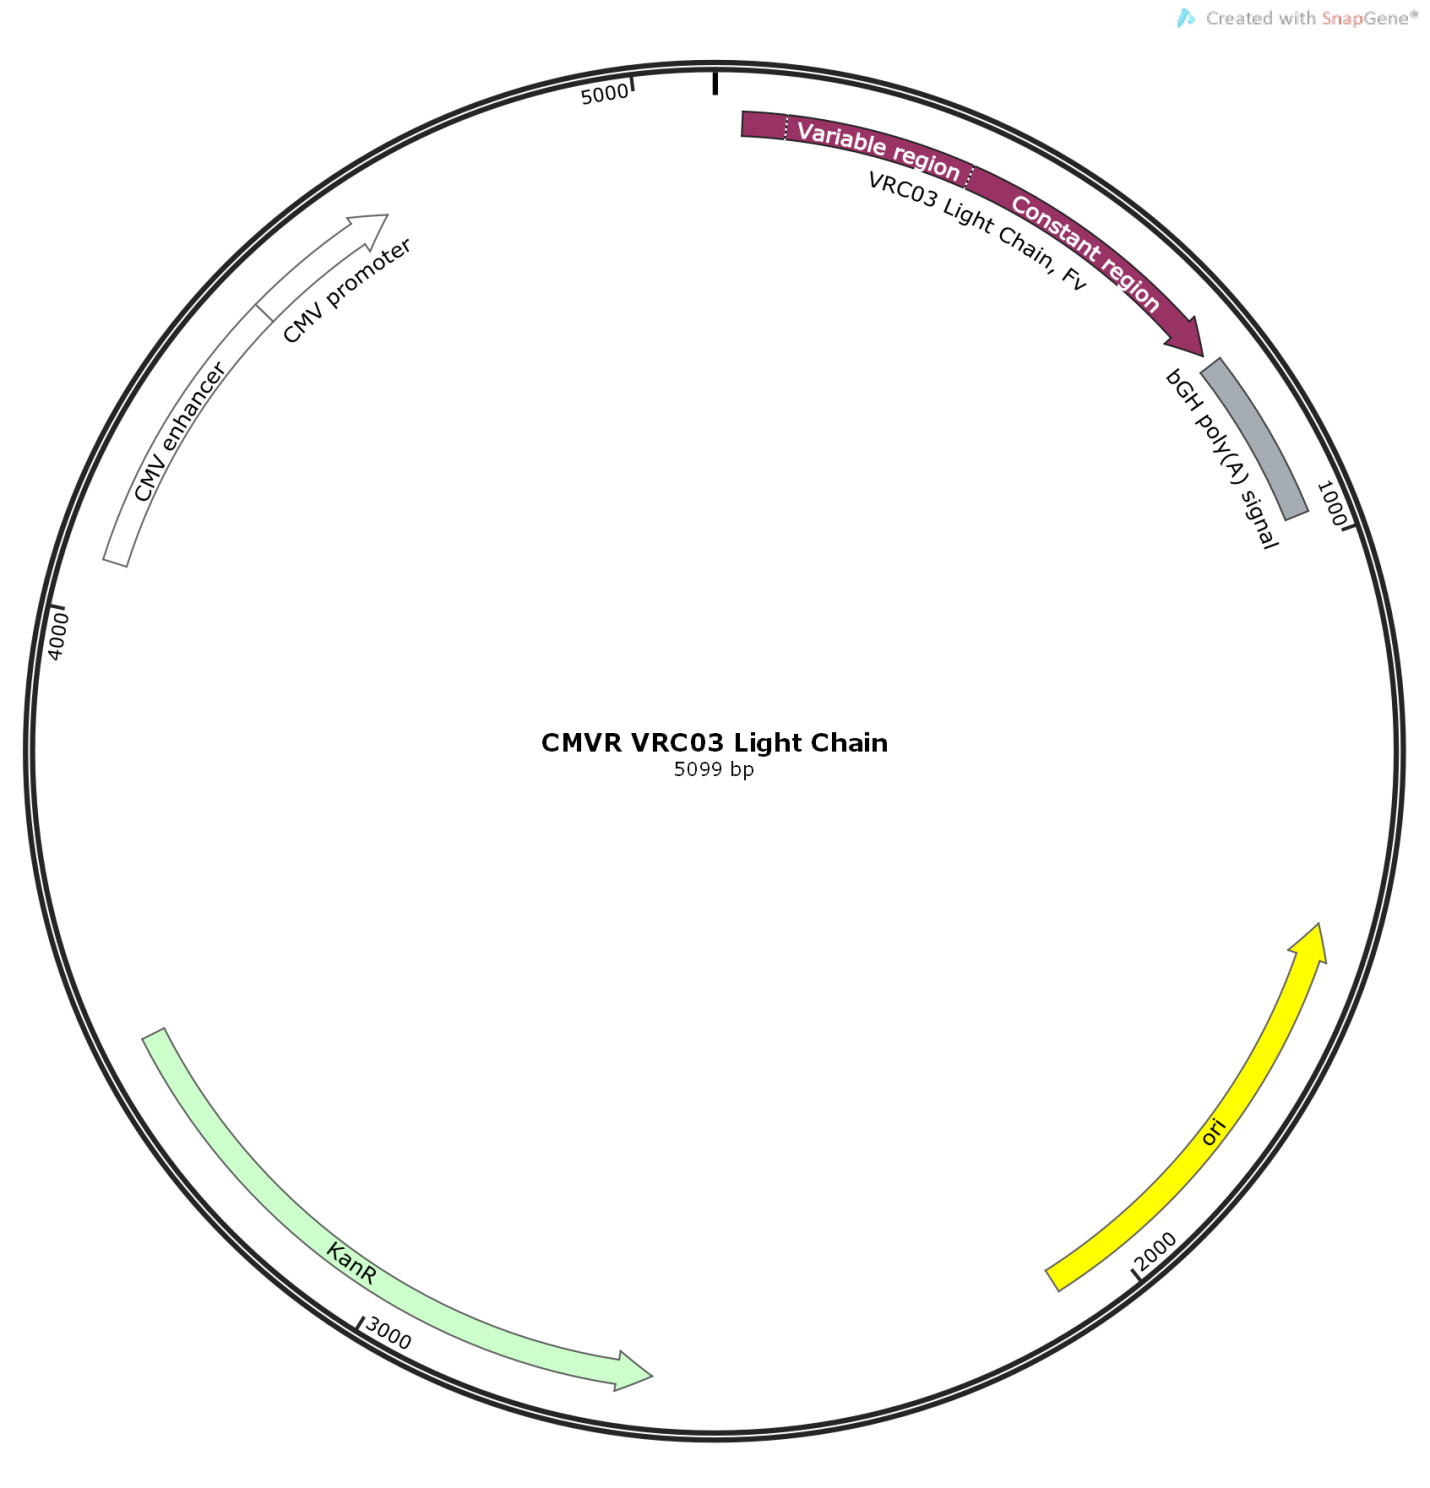 Created with SnapGene®
5000
Variable region
VRC03 Light Chain, Fv
Constant region
CMV promoter
CMV enhancer
bGH poly(A) signal
1000
4000
CMVR VRC03 Light Chain
5099 bp
ori
2000
KanR
3000